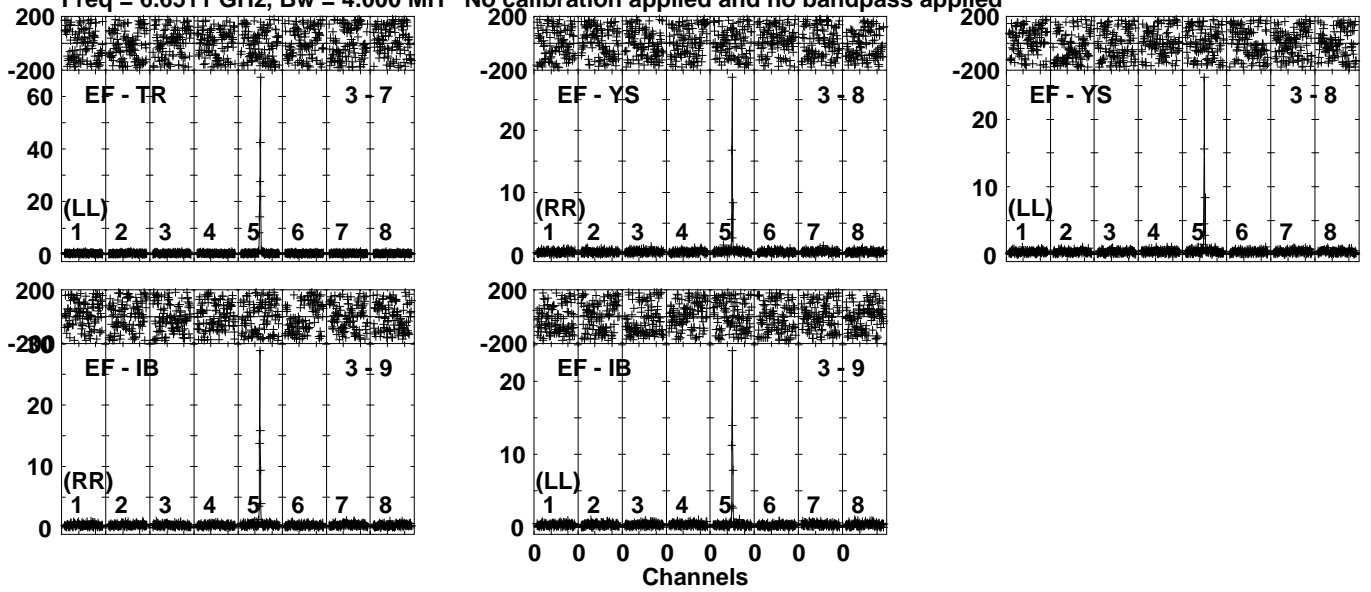 Freq = 6.6511 GHz, Bw = 4.000 MH No calibration applied and no bandpass applied
200 200 200
-200 -200 -200
EF - TR 3 - 7 EF - YS 3 - 8 EF - YS 3 - 8
60
20 20
40
10 10
20
(LL) (RR) (LL)
1 2 3 4 5 6 7 8 1 2 3 4 5 6 7 8 1 2 3 4 5 6 7 8
0 0 0
200 200
-200 -200
30
EF - IB 3 - 9 EF - IB 3 - 9
20 20
10 10
(RR) (LL)
1 2 3 4 5 6 7 8 1 2 3 4 5 6 7 8
0 0
0 0 0 0 0 0 0 0
Channels